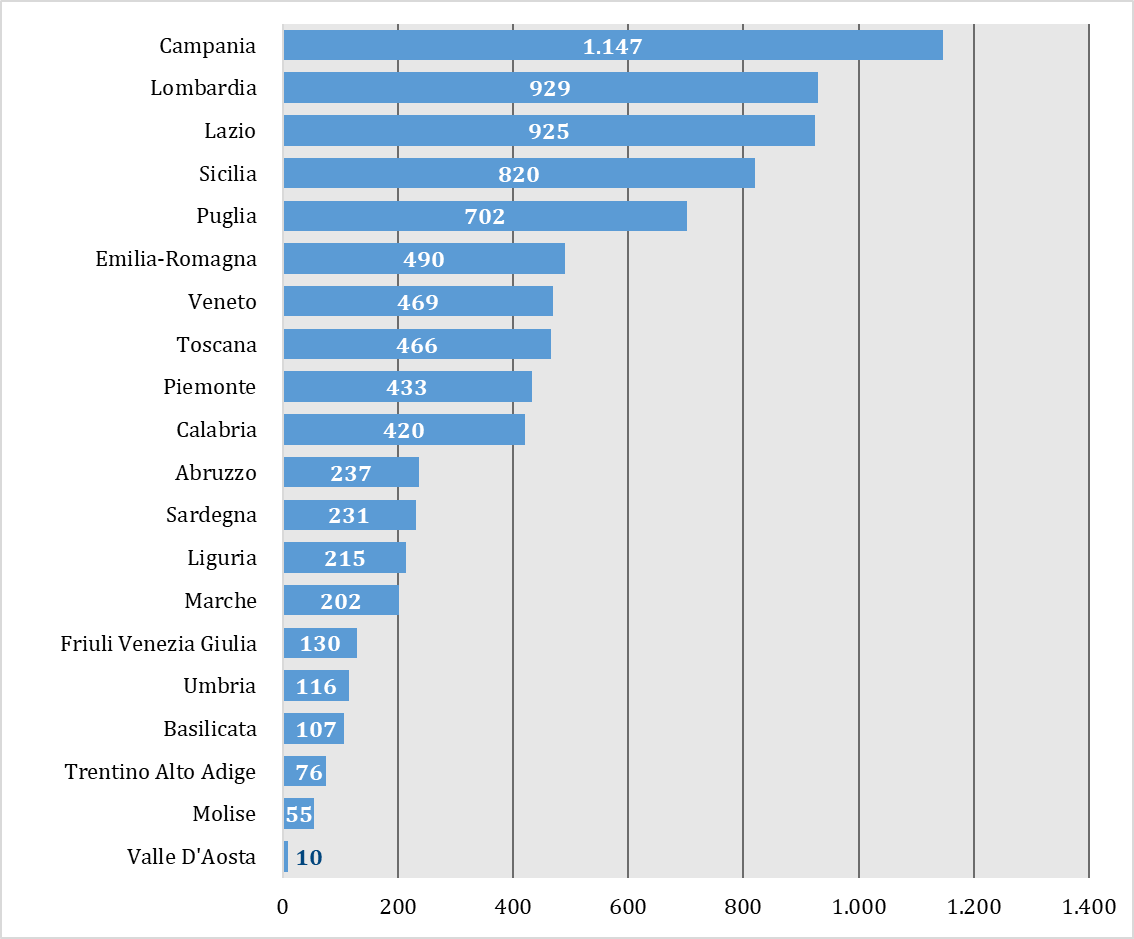 Campania 1.147
Lombardia 929
Lazio 925
Sicilia 820
Puglia 702
Emilia-Romagna 490
Veneto 469
Toscana 466
Piemonte 433
Calabria 420
Abruzzo 237
Sardegna 231
Liguria 215
Marche 202
Friuli Venezia Giulia 130
Umbria 116
Basilicata 107
Trentino Alto Adige 76
Molise 55
Valle D'Aosta 10
0 200 400 600 800 1.000 1.200 1.400